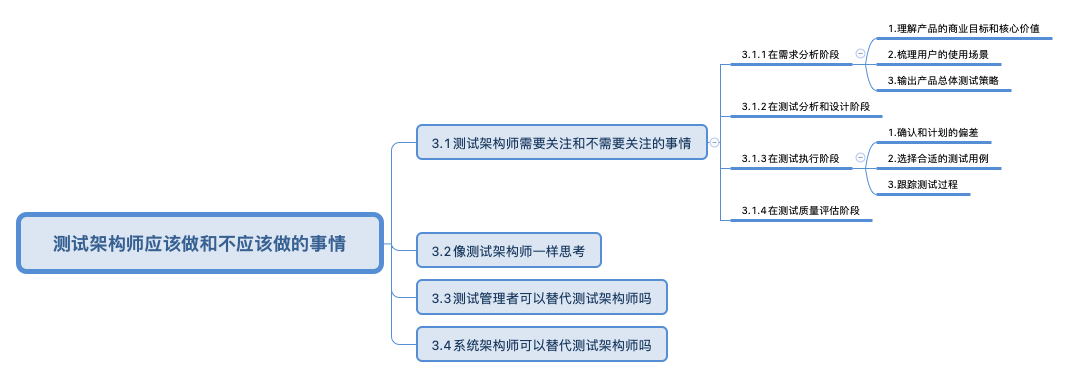 测试架构师应该做和不应该做的事情
3.1测试架构师需要关注和不需要关注的事情
3.1.1在需求分析阶段
1.理解产品的商业目标和核心价值
2.梳理用户的使用场景
3.输出产品总体测试策略
3.1.2在测试分析和设计阶段
3.1.3在测试执行阶段
1.确认和计划的偏差
2.选择合适的测试用例
3.跟踪测试过程
3.1.4在测试质量评估阶段
3.2像测试架构师一样思考
3.3测试管理者可以替代测试架构师吗
3.4系统架构师可以替代测试架构师吗